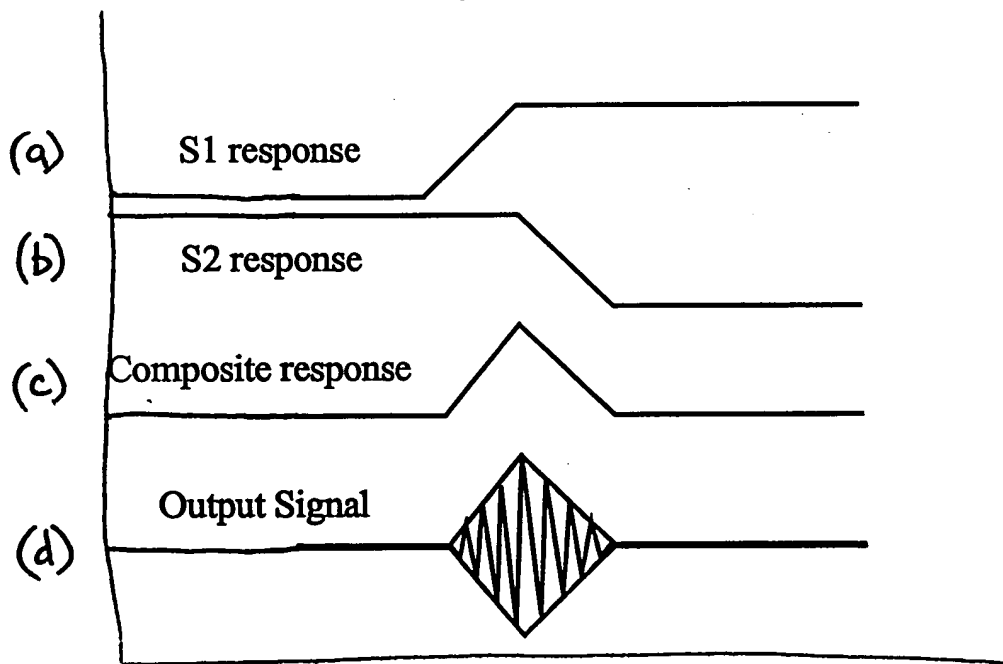 (a) S1 response
(b) S2 response
(c) Composite response
(d) Output Signal